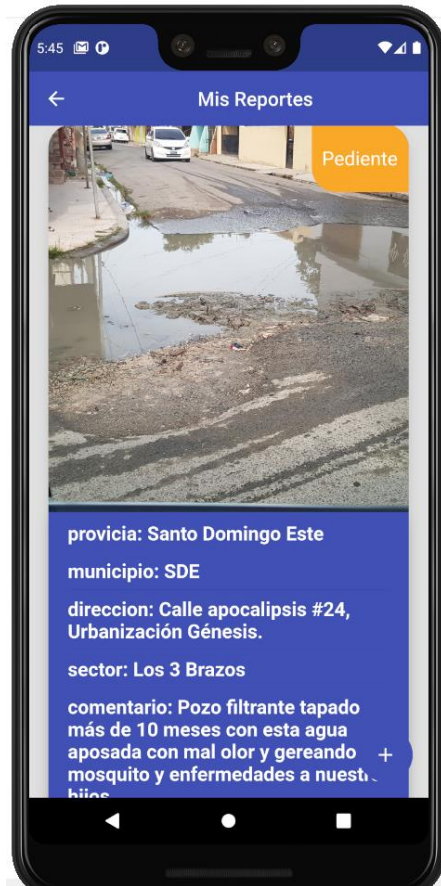 5:45
Mis Reportes
Pediente
provicia: Santo Domingo Este
municipio: SDE
direccion: Calle apocalipsis #24,
Urbanización Génesis.
sector: Los 3 Brazos
comentario: Pozo filtrante tapado
más de 10 meses con esta agua
aposada con mal olor y gereando +
mosquito y enfermedades a
hijos